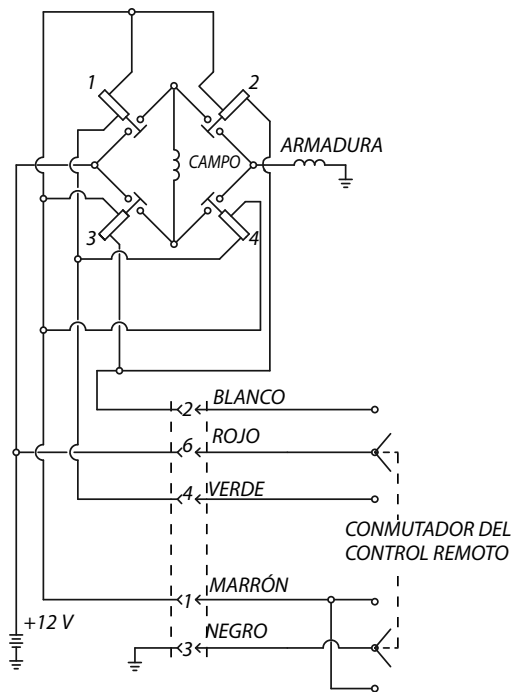 1
2
CAMPO
ARMADURA
3
4
2 BLANCO
6 ROJO
4 VERDE
CONMUTADOR DEL
CONTROL REMOTO
1 MARRÓN
+12 V
3 NEGRO